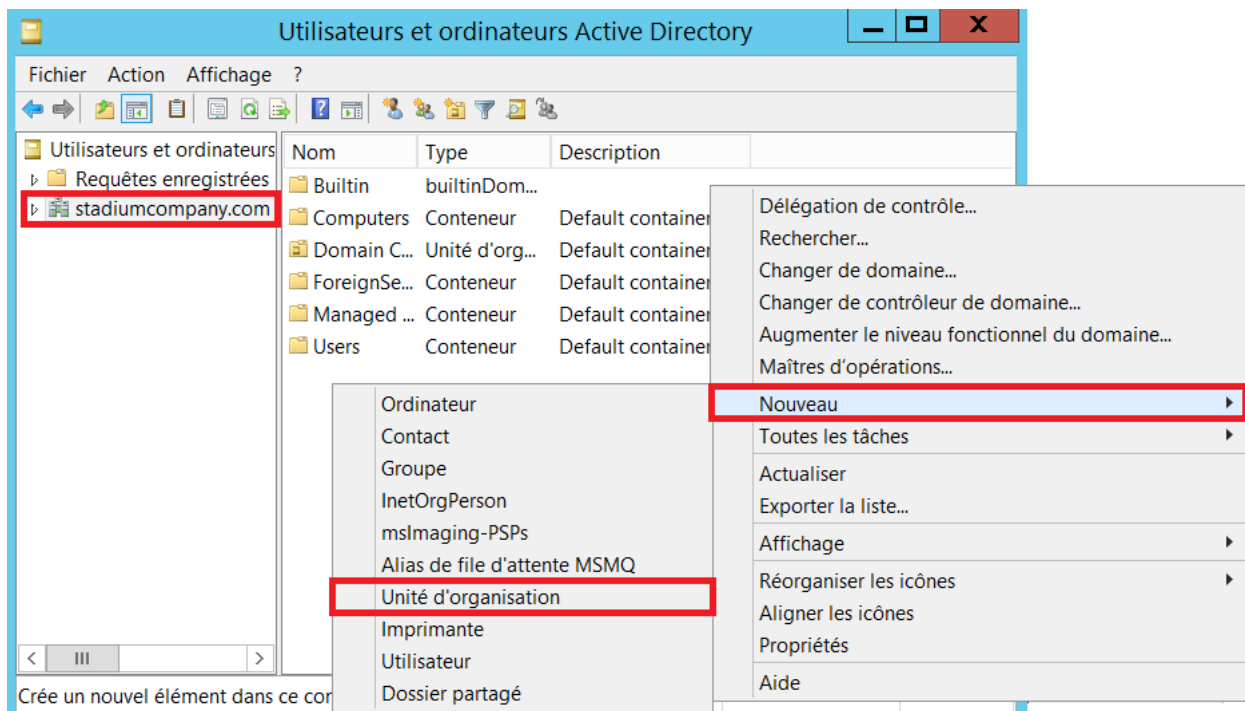 Utilisateurs et ordinateurs Active Directory
Fichier Action Affichage ?
Utilisateurs et ordinateurs
Requêtes enregistrées
stadiumcompany.com
Nom Type Description
Builtin builtinDom...
Computers Conteneur Default container
Domain C... Unité d'org... Default container
ForeignSe... Conteneur Default container
Managed ... Conteneur Default container
Users Conteneur Default container
Délégation de contrôle...
Rechercher...
Changer de domaine...
Changer de contrôleur de domaine...
Augmenter le niveau fonctionnel du domaine...
Maîtres d'opérations...
Nouveau
Toutes les tâches
Actualiser
Exporter la liste...
Affichage
Réorganiser les icônes
Aligner les icônes
Propriétés
Aide
Ordinateur
Contact
Groupe
InetOrgPerson
msImaging-PSPs
Alias de file d'attente MSMQ
Unité d'organisation
Imprimante
Utilisateur
Dossier partagé
Crée un nouvel élément dans ce con